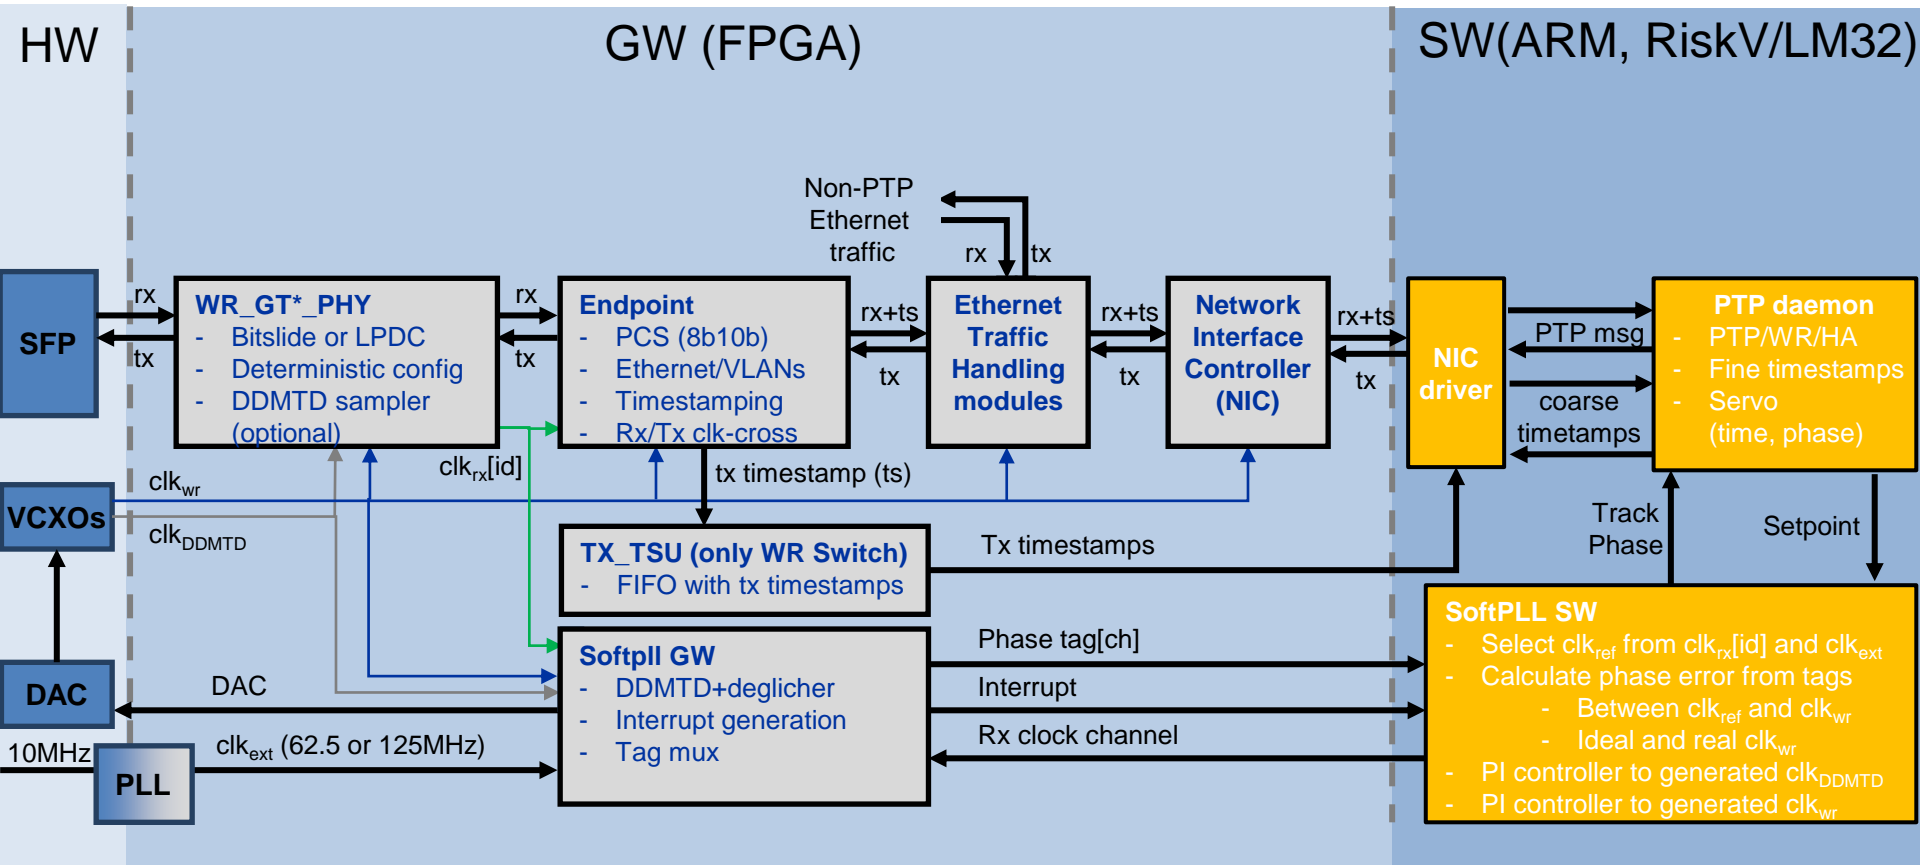 HW
GW (FPGA)
SW(ARM, RiskV/LM32)
Non-PTP
Ethernet
traffic
rx
tx
SFP
rx
tx
WR_GT*_PHY
- Bitslide or LPDC
- Deterministic config
- DDMTD sampler
(optional)
rx
tx
Endpoint
- PCS (8b10b)
- Ethernet/VLANs
- Timestamping
- Rx/Tx clk-cross
rx+ts
tx
Ethernet
Traffic
Handling
modules
rx+ts
tx
Network
Interface
Controller
(NIC)
rx+ts
tx
NIC
driver
PTP msg
coarse
timetamps
PTP daemon
- PTP/WR/HA
- Fine timestamps
- Servo
(time, phase)
VCXOs
clkwr
clkDDMTD
clkrx[id]
tx timestamp (ts)
TX_TSU (only WR Switch)
- FIFO with tx timestamps
Tx timestamps
Track
Phase
Setpoint
DAC
DAC
10MHz
PLL
clkext (62.5 or 125MHz)
Softpll GW
- DDMTD+deglicher
- Interrupt generation
- Tag mux
Phase tag[ch]
Interrupt
Rx clock channel
SoftPLL SW
- Select clkref from clkrx[id] and clkext
- Calculate phase error from tags
- Between clkref and clkwr
- Ideal and real clkwr
- PI controller to generated clkDDMTD
- PI controller to generated clkwr